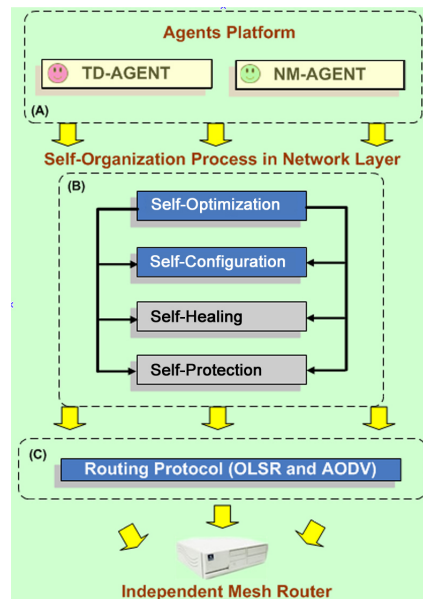 Agents Platform
TD-AGENT
NM-AGENT
(A)
Self-Organization Process in Network Layer
(B)
Self-Optimization
Self-Configuration
Self-Healing
Self-Protection
(C)
Routing Protocol (OLSR and AODV)
Independent Mesh Router